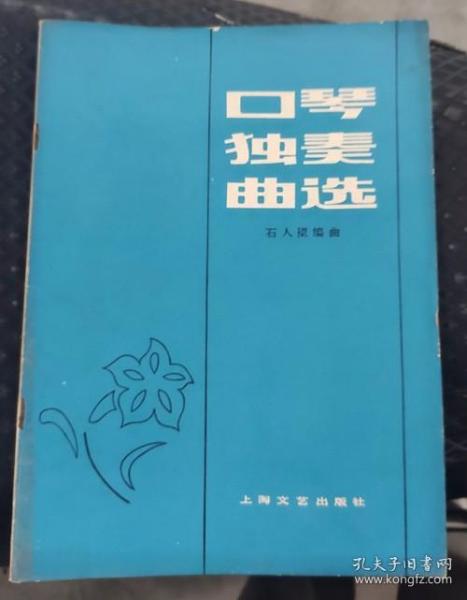 口琴
独奏
曲选
石人望编曲
上海文艺出版社
孔夫子旧书网
www.kongfz.com